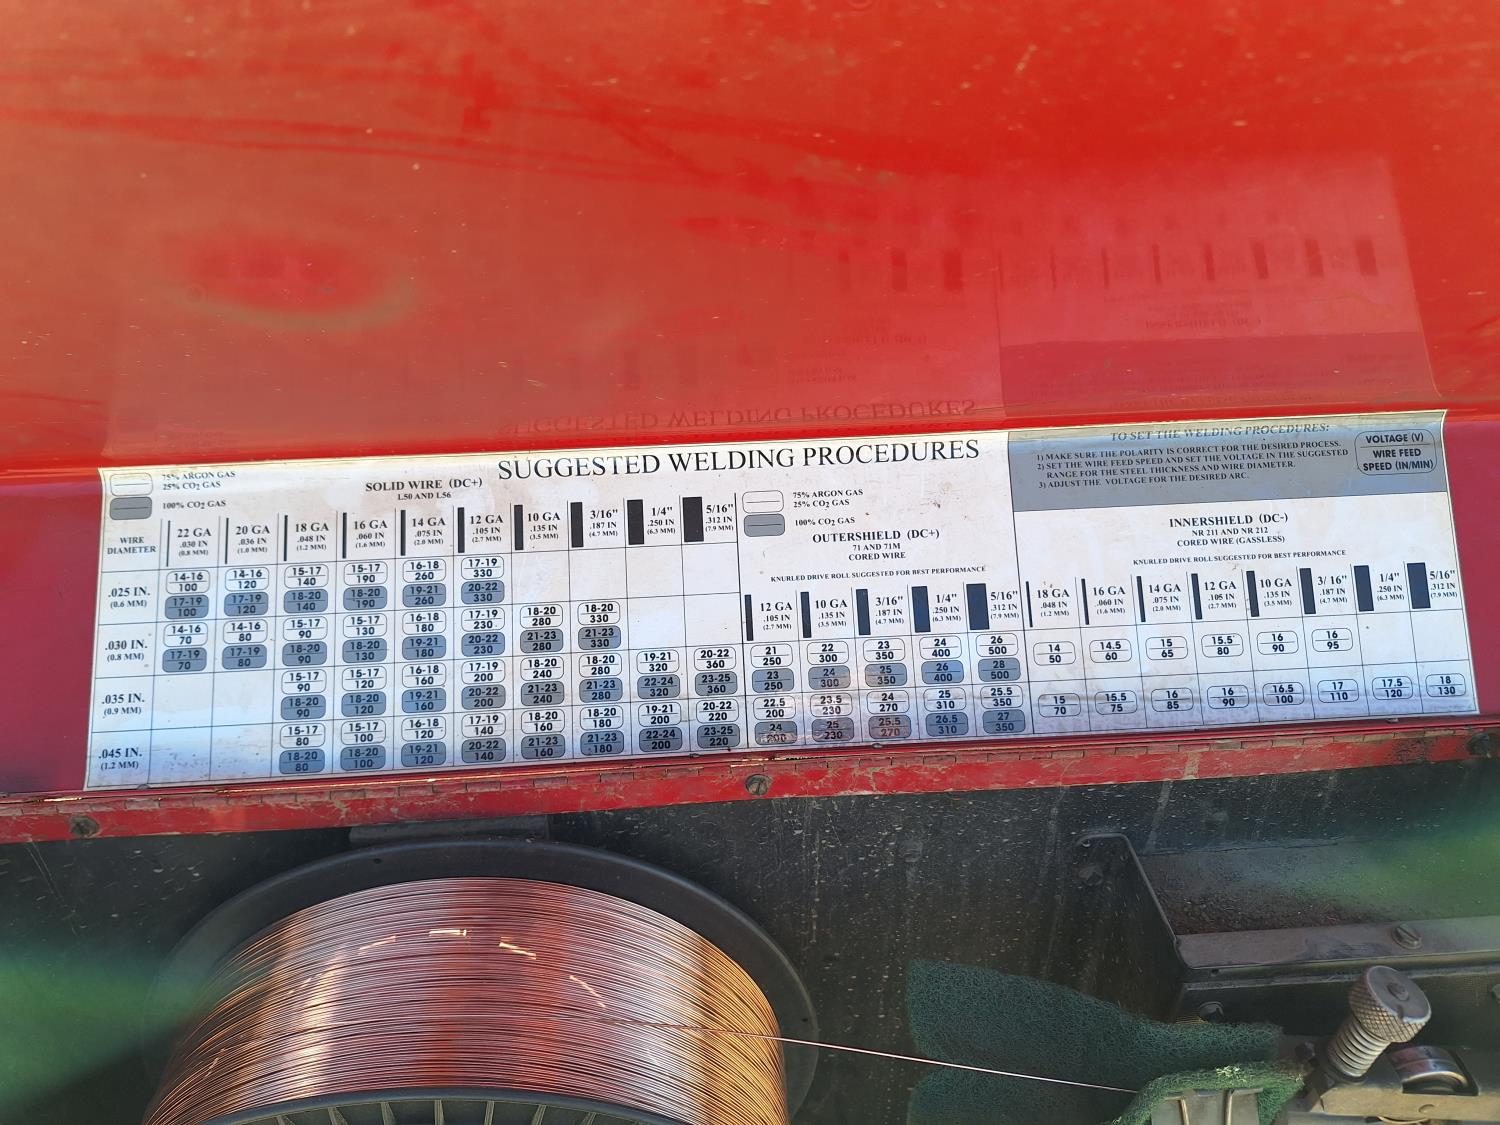 SUGGESTED WELDING PROCEDURES
75% ARGON GAS
25% CO2 GAS
100% CO2 GAS
SOLID WIRE (DC+)
L50 AND L56
WIRE DIAMETER
22 GA .030 IN (0.8 MM)
20 GA .036 IN (1.0 MM)
18 GA .048 IN (1.2 MM)
16 GA .060 IN (1.6 MM)
14 GA .075 IN (2.0 MM)
12 GA .105 IN (2.7 MM)
10 GA .135 IN (3.5 MM)
3/16" .187 IN (4.7 MM)
1/4" .250 IN (6.3 MM)
5/16" .312 IN (7.9 MM)
.025 IN.
(0.6 MM)
14-16 14-16 15-17 15-17 16-18 17-19
100 120 140 190 260 330
17-19 17-19 18-20 18-20 19-21 20-22
100 120 140 190 260 330
.030 IN.
(0.8 MM)
14-16 14-16 15-17 15-17 16-18 17-19 18-20 18-20
70 80 90 130 180 230 280 330
17-19 17-19 18-20 18-20 19-21 20-22 21-23 21-23
70 80 90 130 180 230 280 330
.035 IN.
(0.9 MM)
15-17 15-17 16-18 17-19 18-20 18-20 19-21 20-22
90 120 160 200 240 280 320 360
18-20 18-20 19-21 20-22 21-23 21-23 22-24 23-25
90 120 160 200 240 280 320 360
.045 IN.
(1.2 MM)
15-17 15-17 16-18 17-19 18-20 18-20 19-21 20-22
80 100 120 140 160 180 200 220
18-20 18-20 19-21 20-22 21-23 21-23 22-24 23-25
80 100 120 140 160 180 200 220
75% ARGON GAS
25% CO2 GAS
100% CO2 GAS
OUTERSHIELD (DC+)
71 AND 71M
CORED WIRE
KNURLED DRIVE ROLL SUGGESTED FOR BEST PERFORMANCE
12 GA .105 IN (2.7 MM)
10 GA .135 IN (3.5 MM)
3/16" .187 IN (4.7 MM)
1/4" .250 IN (6.3 MM)
5/16" .312 IN (7.9 MM)
21 22 23 24 26
250 300 350 400 500
23 24 25 26 28
250 300 350 400 500
22.5 23.5 24 25 25.5
200 230 270 310 350
24 25 25.5 26.5 27
200 230 270 310 350
TO SET THE WELDING PROCEDURES:
1) MAKE SURE THE POLARITY IS CORRECT FOR THE DESIRED PROCESS.
2) SET THE WIRE FEED SPEED AND SET THE VOLTAGE IN THE SUGGESTED
RANGE FOR THE STEEL THICKNESS AND WIRE DIAMETER.
3) ADJUST THE VOLTAGE FOR THE DESIRED ARC.
VOLTAGE (V)
WIRE FEED
SPEED (IN/MIN)
INNERSHIELD (DC-)
NR 211 AND NR 212
CORED WIRE (GASSLESS)
KNURLED DRIVE ROLL SUGGESTED FOR BEST PERFORMANCE
18 GA .048 IN (1.2 MM)
16 GA .060 IN (1.6 MM)
14 GA .075 IN (2.0 MM)
12 GA .105 IN (2.7 MM)
10 GA .135 IN (3.5 MM)
3/16" .187 IN (4.7 MM)
1/4" .250 IN (6.3 MM)
5/16" .312 IN (7.9 MM)
14 14.5 15 15.5 16 16
50 60 65 80 90 95
15 15.5 16 16 16.5 17 17.5 18
70 75 85 90 100 110 120 130